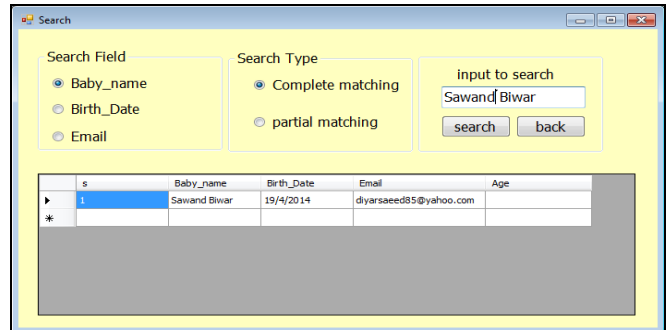 Search
Search Field
Baby_name
Birth_Date
Email
Search Type
Complete matching
partial matching
input to search
Sawand Biwar
search back
s Baby_name Birth_Date Email Age
1 Sawand Biwar 19/4/2014 diyarsaeed85@yahoo.com